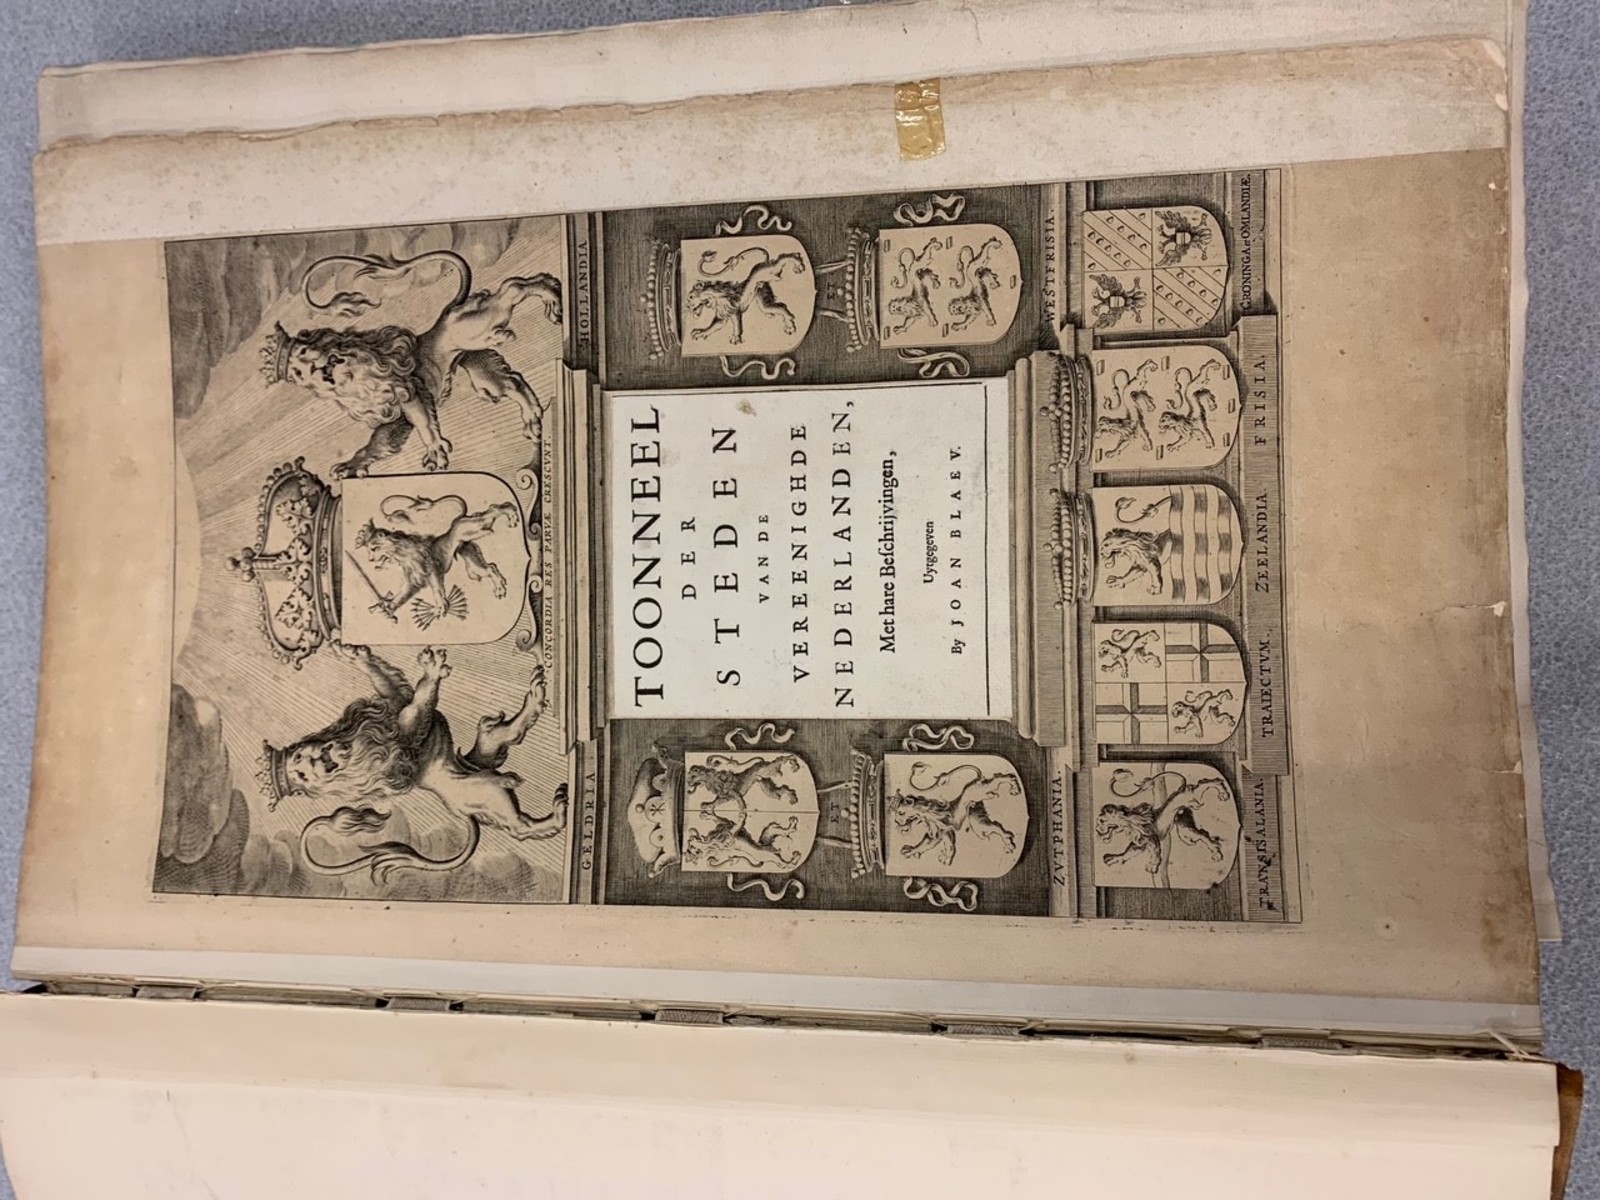 CONCORDIA RES PARVÆ CRESCVNT.
GELDRIA.
HOLLANDIA
TOONNEEL
DER
STEDEN
VAN DE
VEREENIGHDE
NEDERLANDEN,
Met hare Beſchrijvingen,
Uytgegeven
By JOAN BLAEV.
ET
ET
ZVTPHANIA.
WESTFRISIA.
TRANSISALANIA.
TRAIECTVM.
ZEELANDIA
FRISIA.
GRONINGA et OMLANDIÆ.